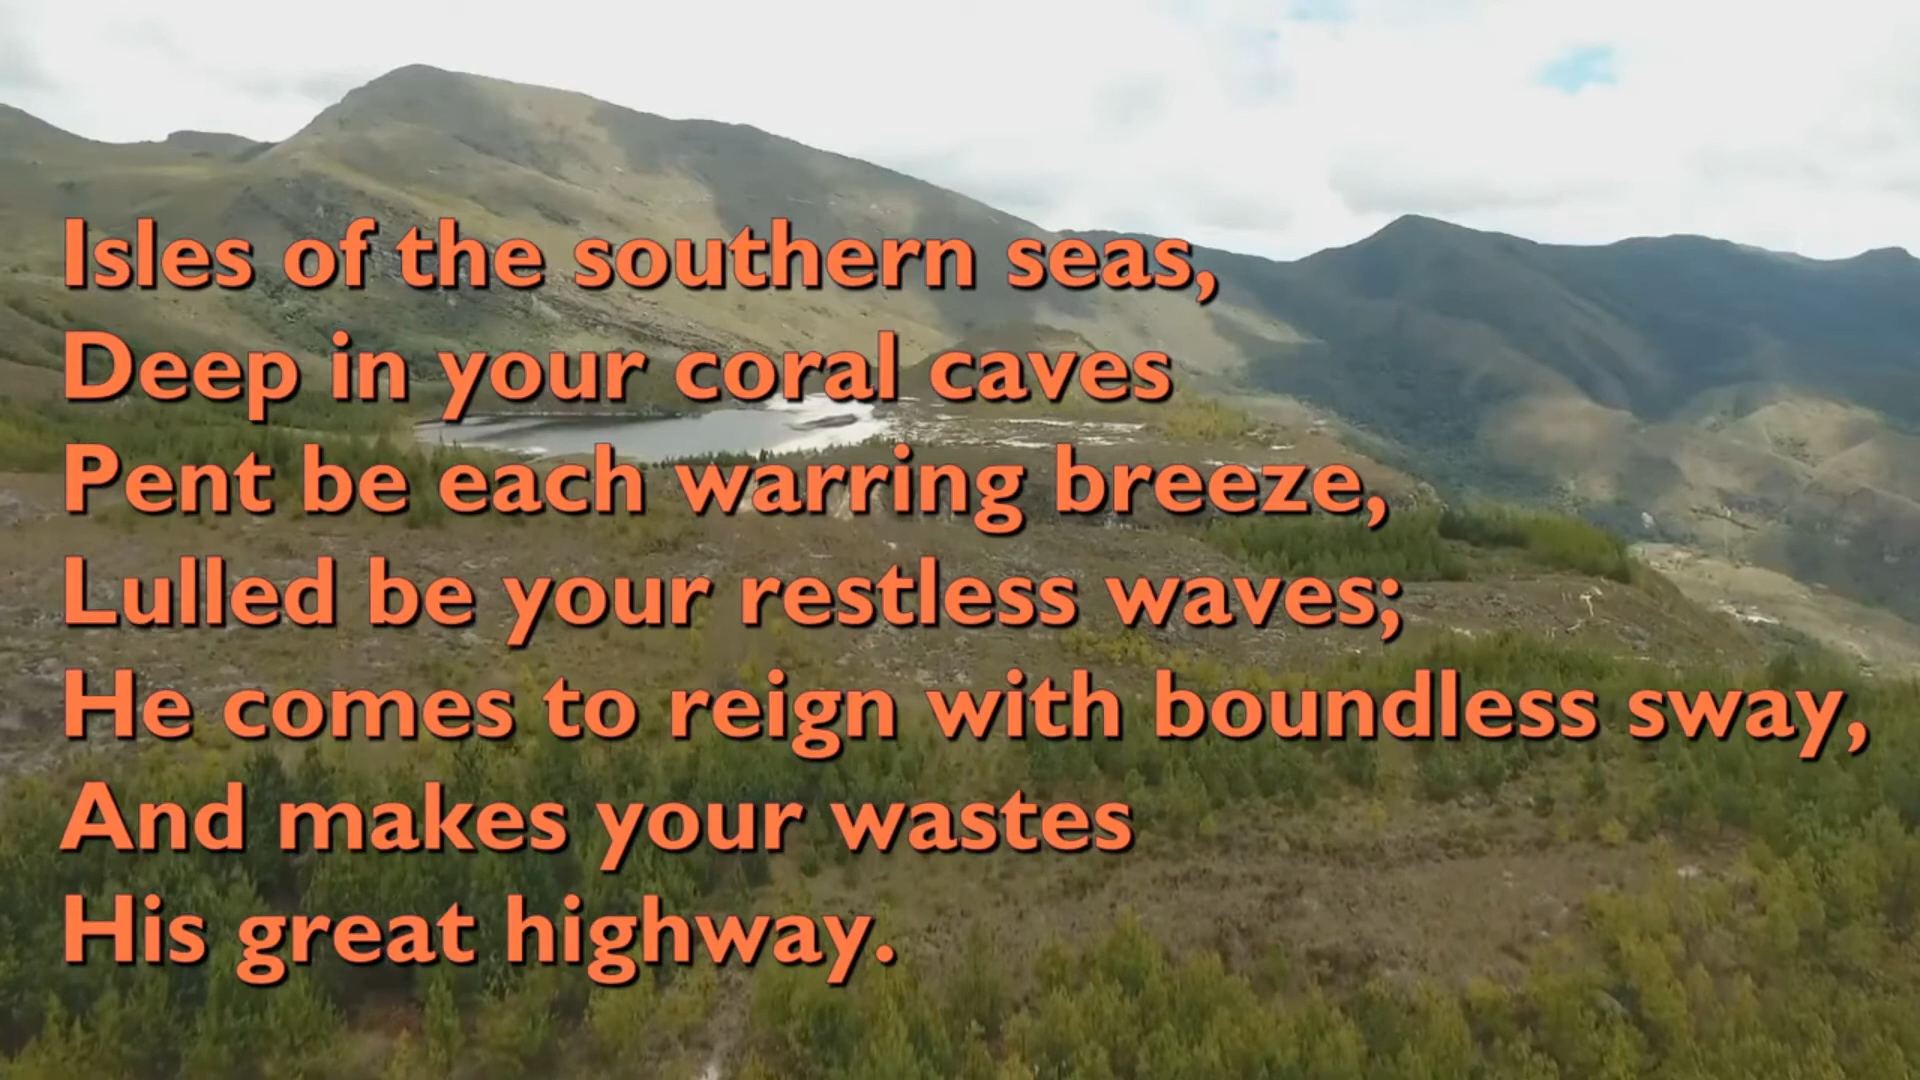 Isles of the southern seas,
Deep in your coral caves
Pent be each warring breeze,
Lulled be your restless waves;
He comes to reign with boundless sway,
And makes your wastes
His great highway.